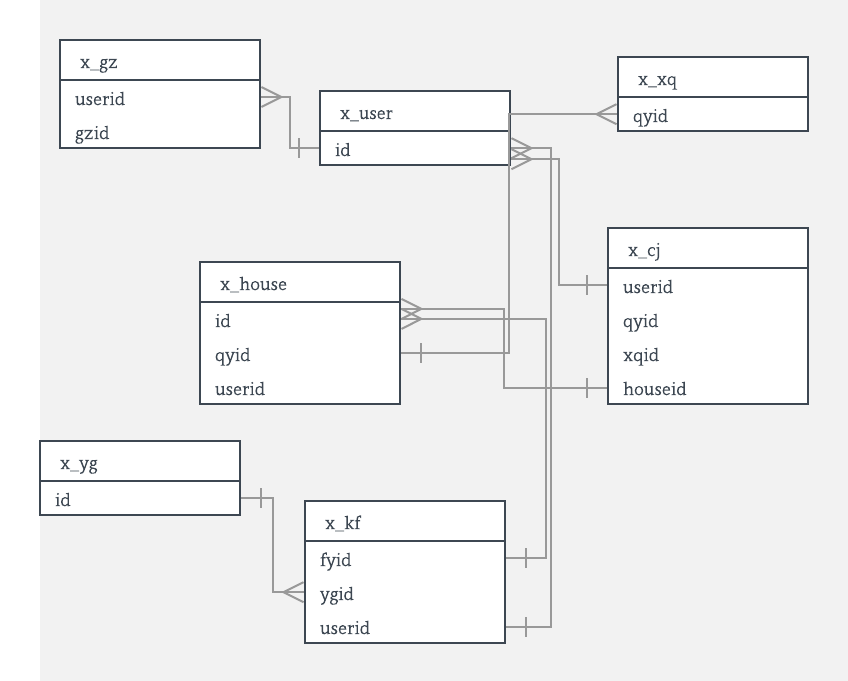 x_gz
userid
gzid
x_user
id
x_xq
qyid
x_house
id
qyid
userid
x_cj
userid
qyid
xqid
houseid
x_yg
id
x_kf
fyid
ygid
userid